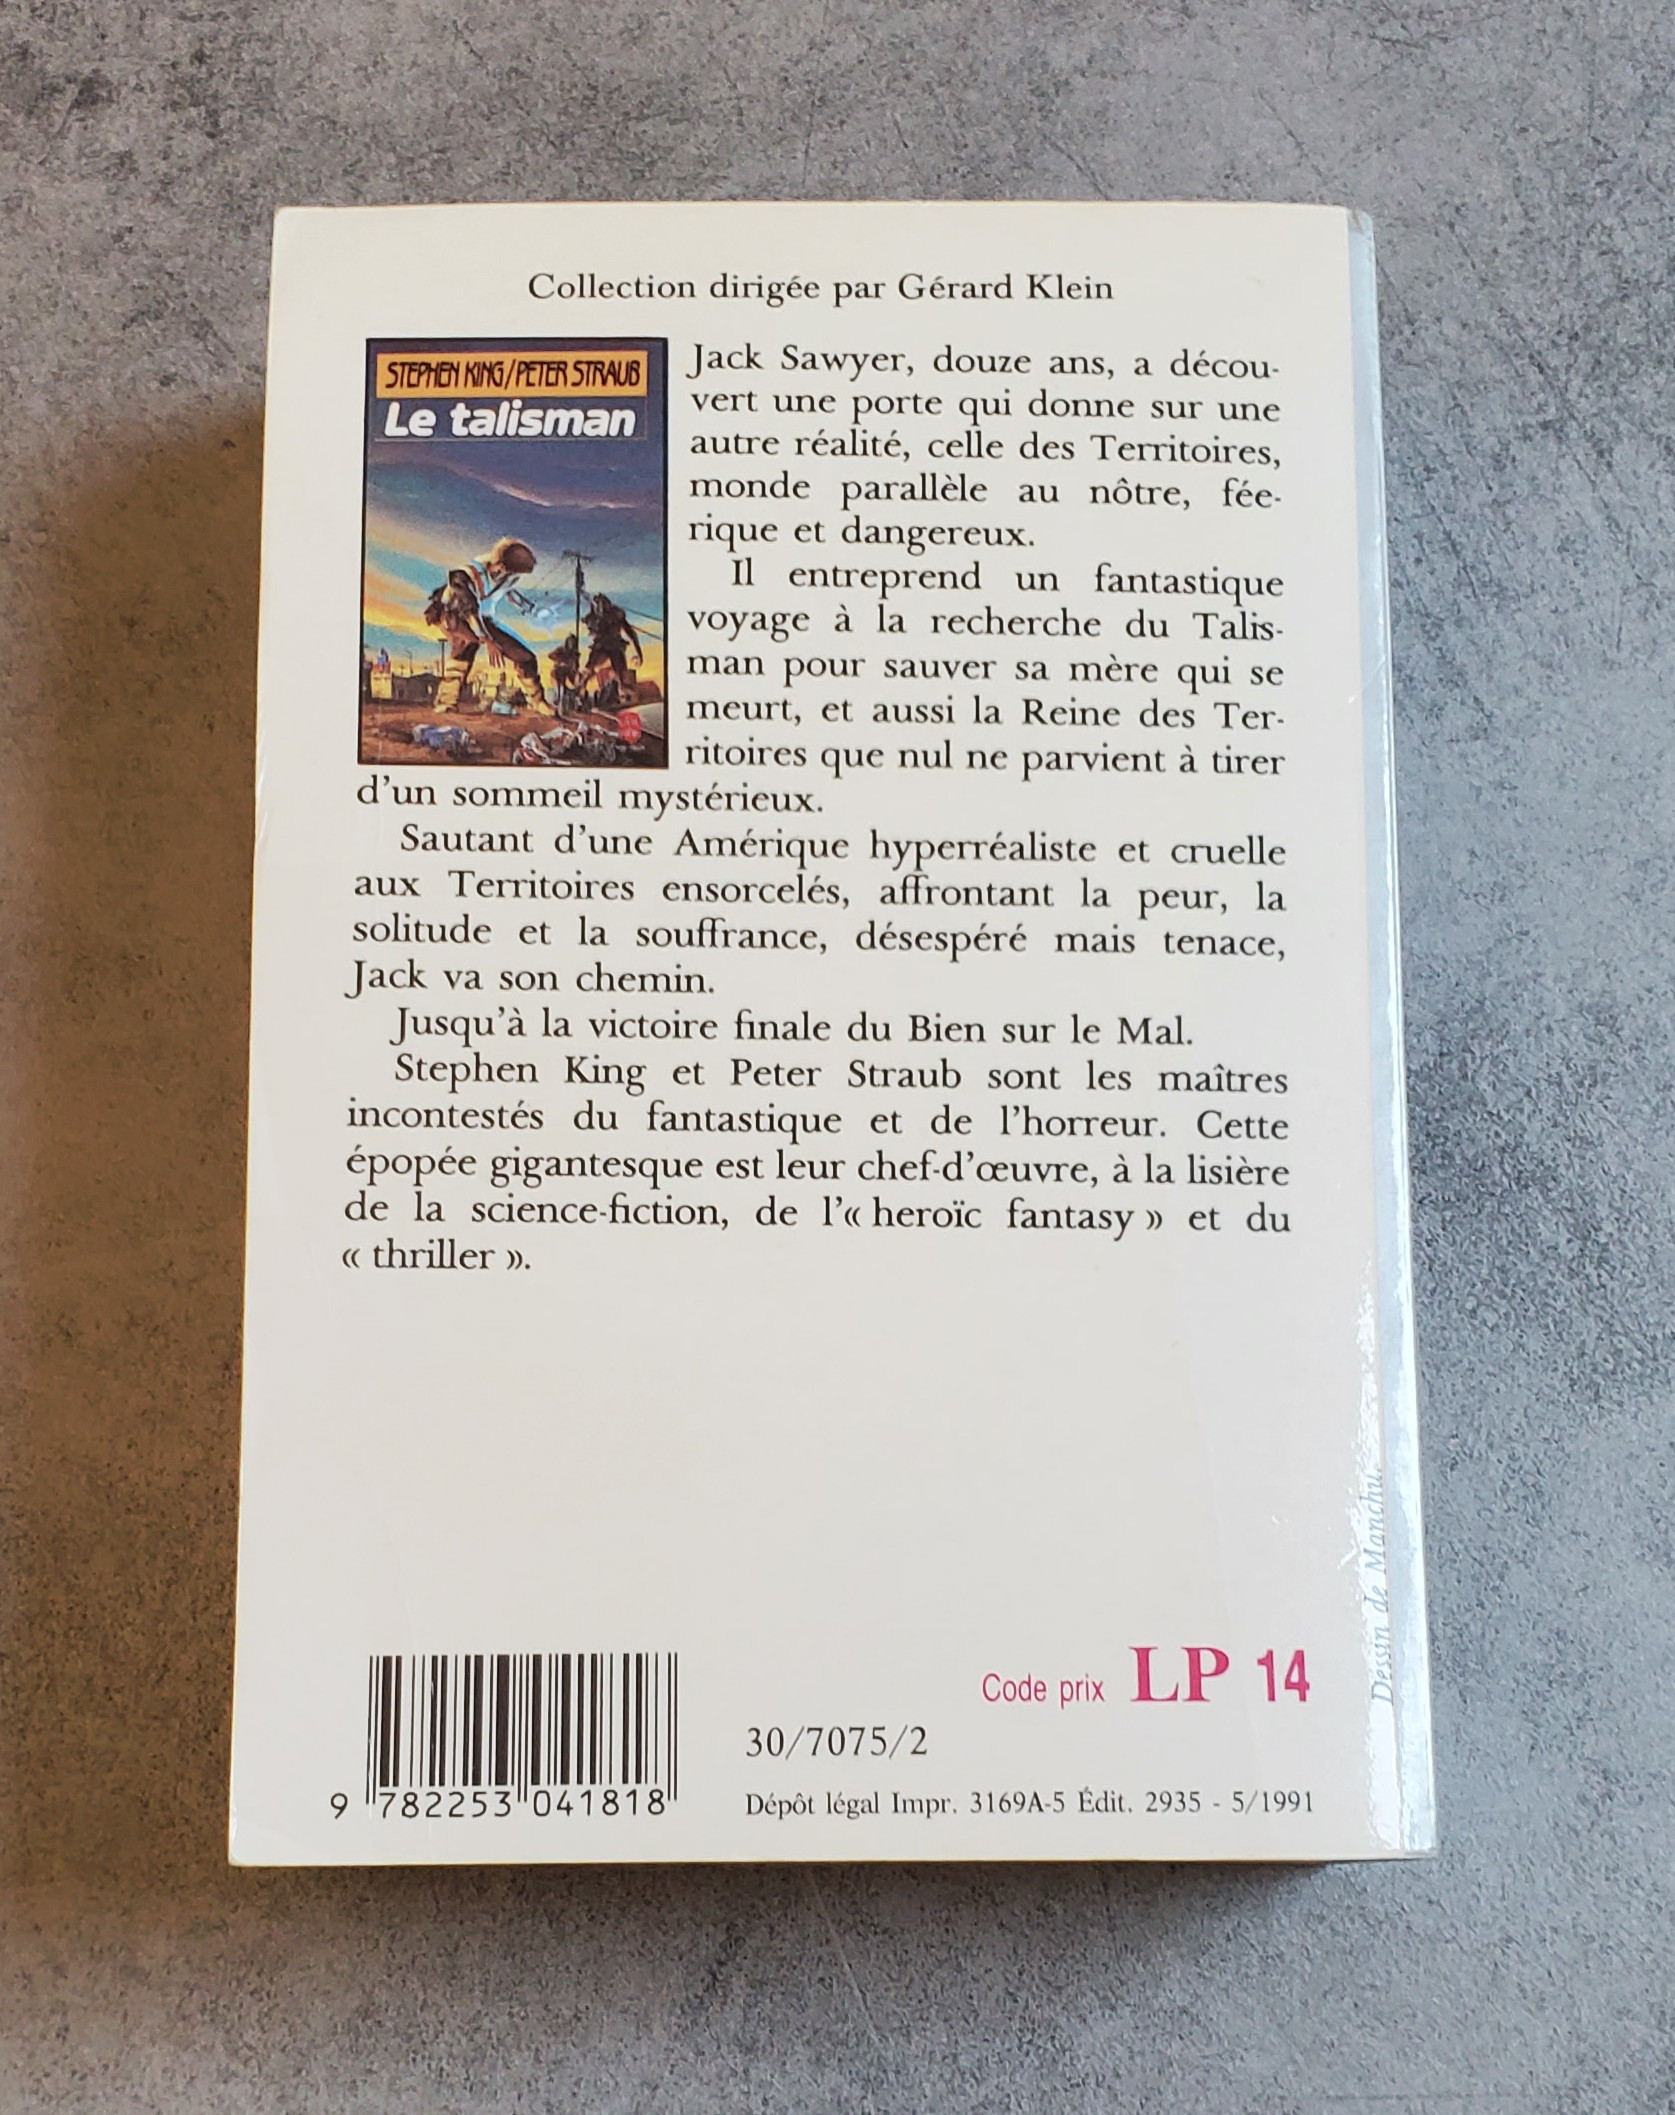 Collection dirigée par Gérard Klein
STEPHEN KING/PETER STRAUB
Le talisman
Jack Sawyer, douze ans, a décou-
vert une porte qui donne sur une
autre réalité, celle des Territoires,
monde parallèle au nôtre, fée-
rique et dangereux.
Il entreprend un fantastique
voyage à la recherche du Talis-
man pour sauver sa mère qui se
meurt, et aussi la Reine des Ter-
ritoires que nul ne parvient à tirer
d'un sommeil mystérieux.
Sautant d'une Amérique hyperréaliste et cruelle
aux Territoires ensorcelés, affrontant la peur, la
solitude et la souffrance, désespéré mais tenace,
Jack va son chemin.
Jusqu'à la victoire finale du Bien sur le Mal.
Stephen King et Peter Straub sont les maîtres
incontestés du fantastique et de l'horreur. Cette
épopée gigantesque est leur chef-d'œuvre, à la lisière
de la science-fiction, de l'« heroïc fantasy » et du
« thriller ».
Dessin de Manchu.
Code prix LP 14
30/7075/2
9 782253 041818
Dépôt légal Impr. 3169A-5 Édit. 2935 - 5/1991